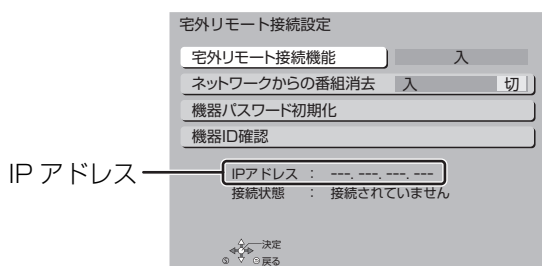 宅外リモート接続設定
宅外リモート接続機能 入
ネットワークからの番組消去 入 切
機器パスワード初期化
機器ID確認
IP アドレス
IPアドレス : ---. ---. ---. ---
接続状態 : 接続されていません
決定
S 戻る